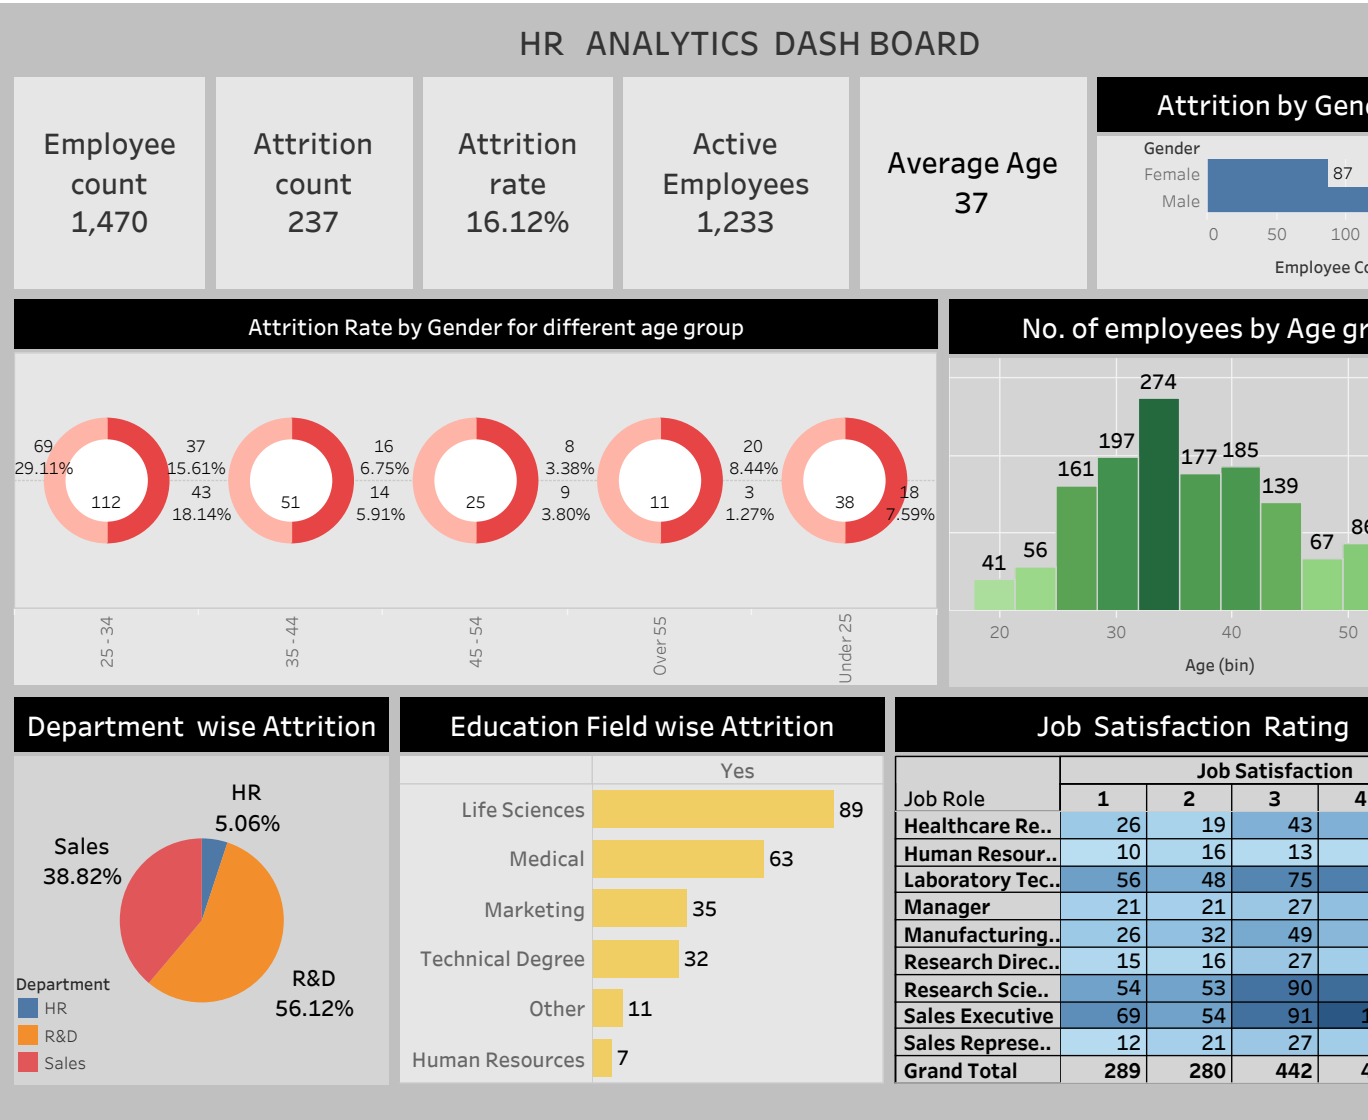 HR ANALYTICS DASH BOARD
Employee
count
1,470
Attrition
count
237
Attrition
rate
16.12%
Active
Employees
1,233
Average Age
37
Attrition by Gen
Gender
Female
87
Male
0 50 100
Employee Co
Attrition Rate by Gender for different age group
69
29.11%
112
37
15.61%
43
18.14%
51
16
6.75%
14
5.91%
25
8
3.38%
9
3.80%
11
20
8.44%
3
1.27%
38
18
7.59%
25 - 34
35 - 44
45 - 54
Over 55
Under 25
No. of employees by Age gr
41
56
161
197
274
177
185
139
67
86
20 30 40 50
Age (bin)
Department wise Attrition
HR
5.06%
Sales
38.82%
R&D
56.12%
Department
HR
R&D
Sales
Education Field wise Attrition
Yes
Life Sciences 89
Medical 63
Marketing 35
Technical Degree 32
Other 11
Human Resources 7
Job Satisfaction Rating
Job Satisfaction
Job Role 1 2 3 4
Healthcare Re.. 26 19 43
Human Resour.. 10 16 13
Laboratory Tec.. 56 48 75
Manager 21 21 27
Manufacturing.. 26 32 49
Research Direc.. 15 16 27
Research Scie.. 54 53 90
Sales Executive 69 54 91 1
Sales Represe.. 12 21 27
Grand Total 289 280 442 4